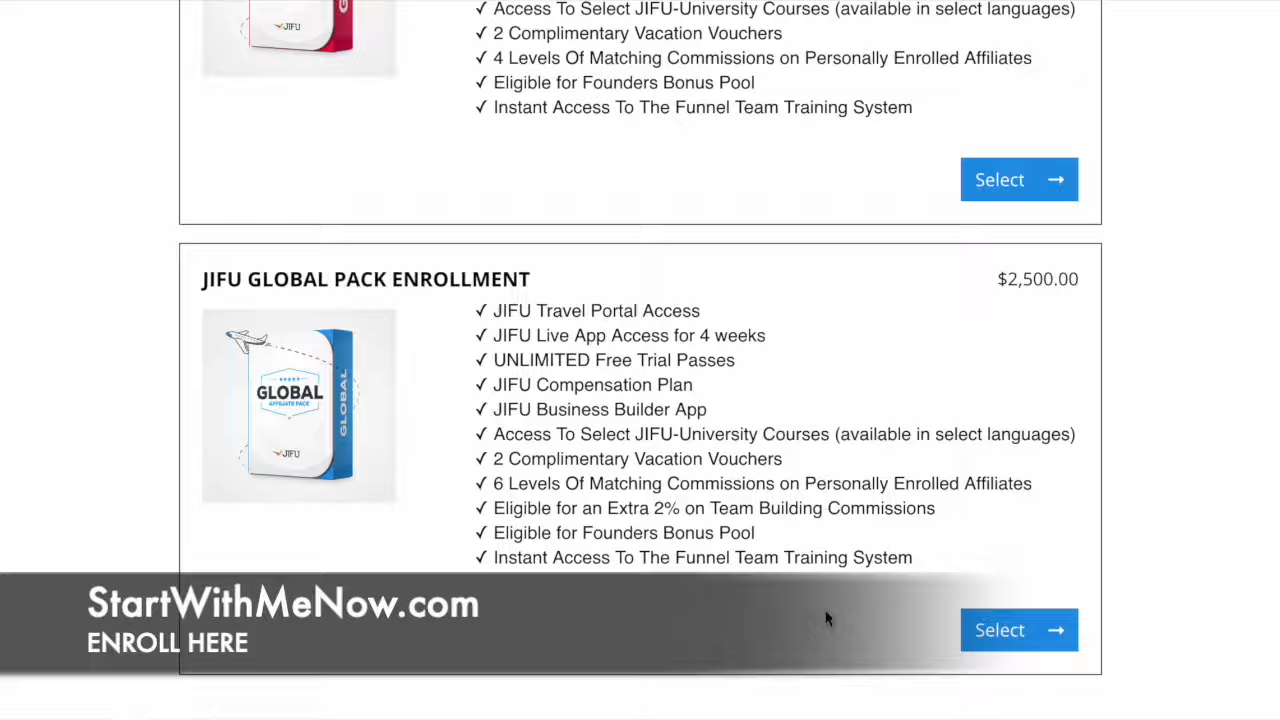 ✓ Access To Select JIFU-University Courses (available in select languages)
JIFU
✓ 2 Complimentary Vacation Vouchers
✓ 4 Levels Of Matching Commissions on Personally Enrolled Affiliates
✓ Eligible for Founders Bonus Pool
✓ Instant Access To The Funnel Team Training System
Select →
JIFU GLOBAL PACK ENROLLMENT
$2,500.00
✓ JIFU Travel Portal Access
✓ JIFU Live App Access for 4 weeks
✓ UNLIMITED Free Trial Passes
✓ JIFU Compensation Plan
✓ JIFU Business Builder App
✓ Access To Select JIFU-University Courses (available in select languages)
✓ 2 Complimentary Vacation Vouchers
✓ 6 Levels Of Matching Commissions on Personally Enrolled Affiliates
✓ Eligible for an Extra 2% on Team Building Commissions
✓ Eligible for Founders Bonus Pool
✓ Instant Access To The Funnel Team Training System
GLOBAL
AFFILIATE PACK
GLOBAL
JIFU
Select →
StartWithMeNow.com
ENROLL HERE